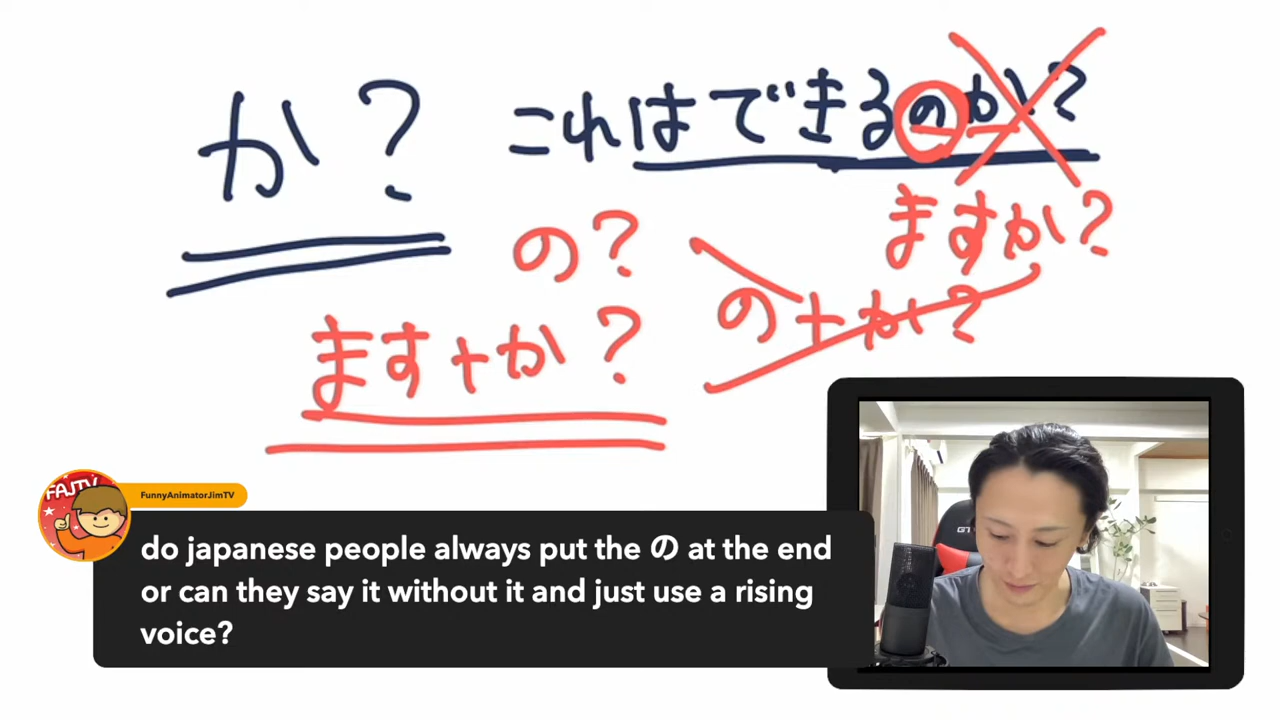 か?
これはできるのか?
ますか?
の?
の+か?
ます+か?
FAJTV
FunnyAnimatorJimTV
do japanese people always put the の at the end
or can they say it without it and just use a rising
voice?
GT